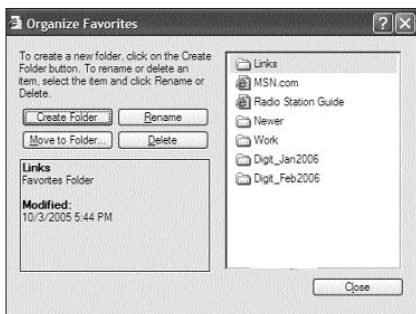 Organize Favorites
To create a new folder, click on the Create
Folder button. To rename or delete an
item, select the item and click Rename or
Delete.
Create Folder
Rename
Move to Folder...
Delete
Links
Favorites Folder
Modified:
10/3/2005 5:44 PM
Links
MSN.com
Radio Station Guide
Newer
Work
Digit_Jan2006
Digit_Feb2006
Close